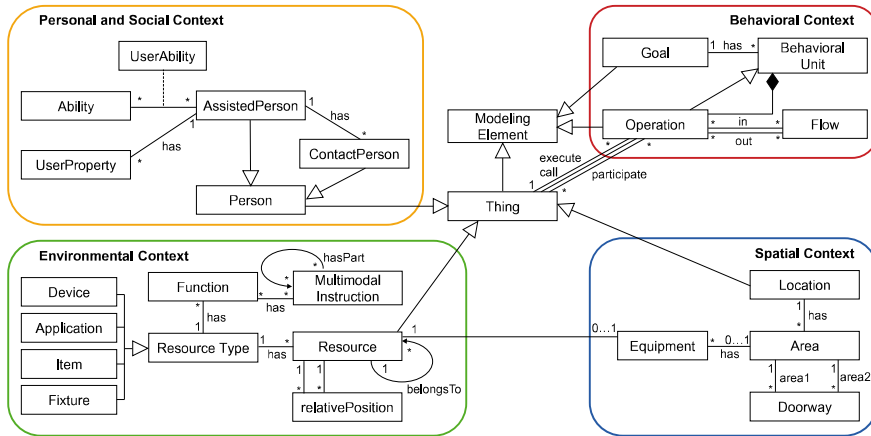 Personal and Social Context
UserAbility
Ability
*
*
AssistedPerson
1
1
has
*
has
*
UserProperty
ContactPerson
Person
Behavioral Context
Goal
1
has
*
Behavioral
Unit
Modeling
Element
Operation
*
in
*
*
out
*
Flow
execute
call
*
*
participate
1
*
Thing
Environmental Context
Device
Application
Item
Fixture
Function
*
has
1
*
has
*
hasPart
*
*
Multimodal
Instruction
Resource Type
1
has
*
Resource
1
*
1
belongsTo
1
1
*
*
relativePosition
Spatial Context
Location
1
has
*
0...1
Equipment
*
has
0...1
Area
1
area1
*
1
area2
*
Doorway